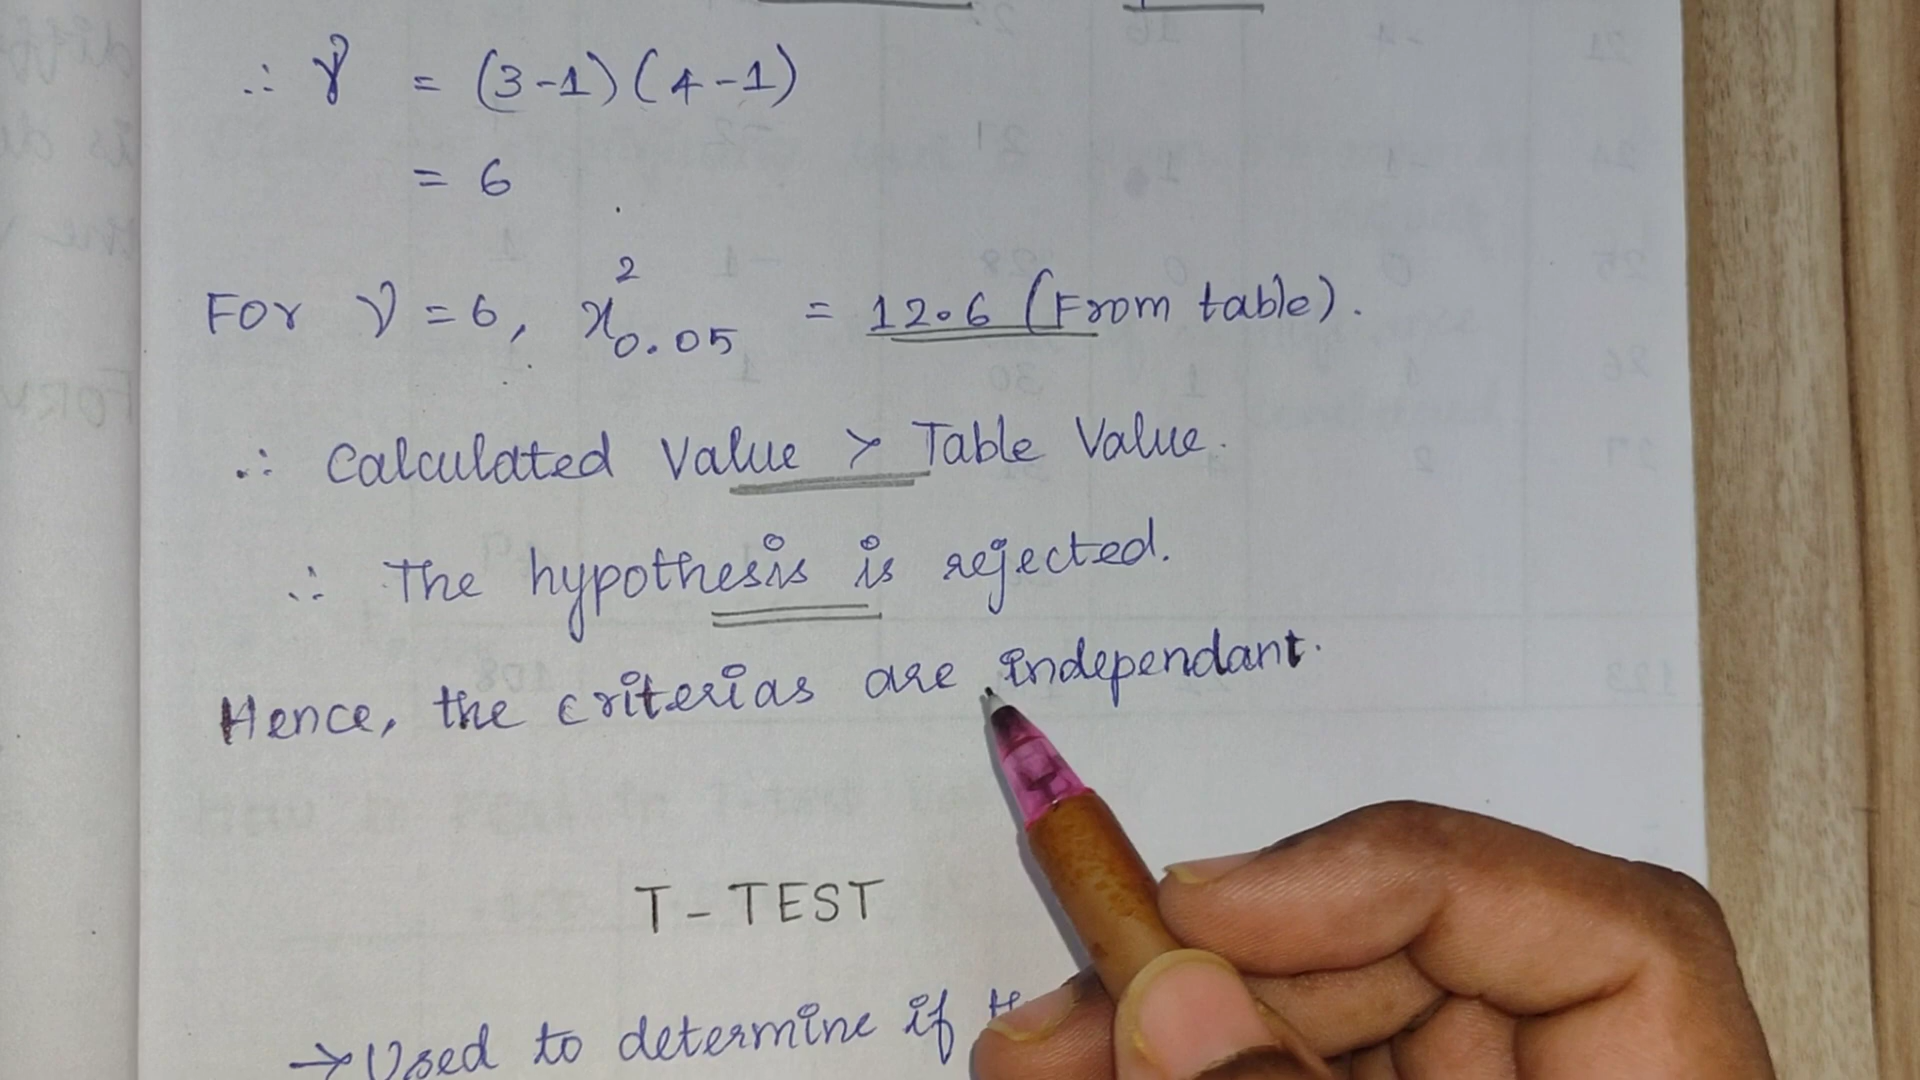 ∴ γ = (3-1)(4-1)
= 6
For ν = 6, χ²0.05 = 12.6 (From table).
∴ Calculated Value > Table Value.
∴ The hypothesis is rejected.
Hence, the criterias are independant.
T-TEST
→ Used to determine if